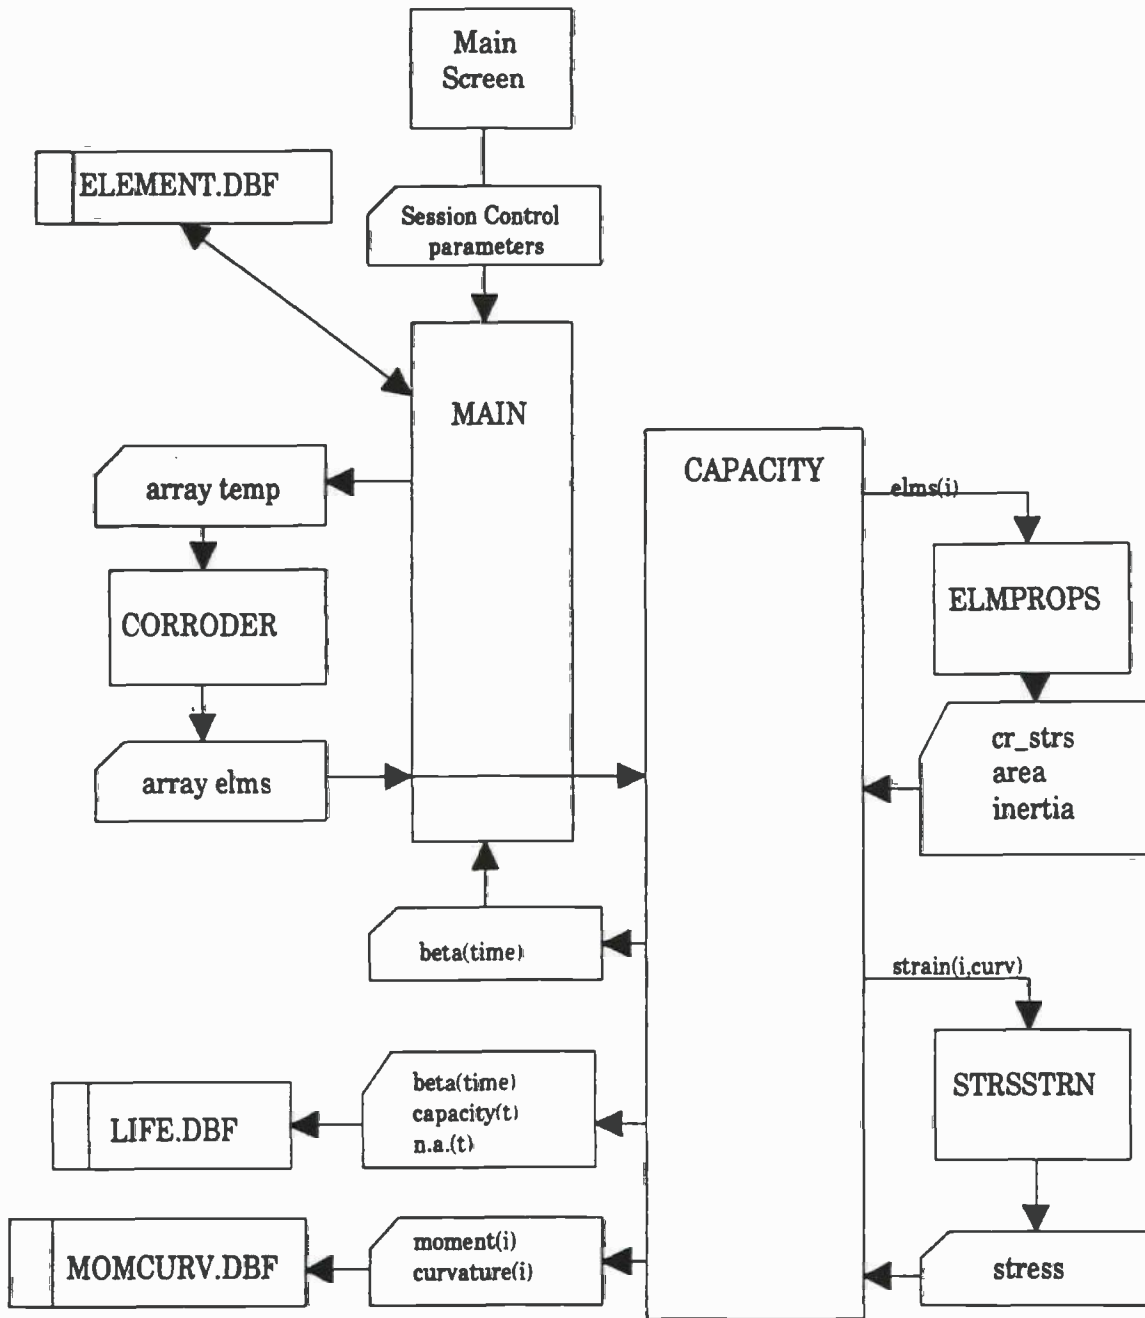 Main
Screen
ELEMENT.DBF
Session Control
parameters
MAIN
CAPACITY
elms(i)
array temp
ELMPROPS
CORRODER
cr_strs
area
inertia
array elms
beta(time)
strain(i,curv)
STRSSTRN
beta(time)
capacity(t)
n.a.(t)
LIFE.DBF
moment(i)
curvature(i)
MOMCURV.DBF
stress